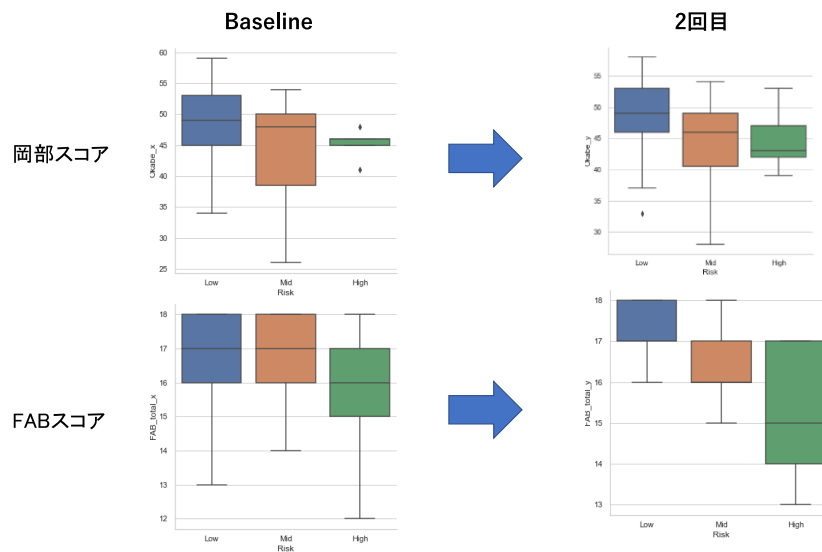 Baseline
2回目
岡部スコア
Okabe_x
60
55
50
45
40
35
30
25
Low
Mid
High
Risk
Okabe_y
55
50
45
40
35
30
Low
Mid
High
Risk
FABスコア
FAB_total_x
18
17
16
15
14
13
12
Low
Mid
High
Risk
FAB_total_y
18
17
16
15
14
13
Low
Mid
High
Risk